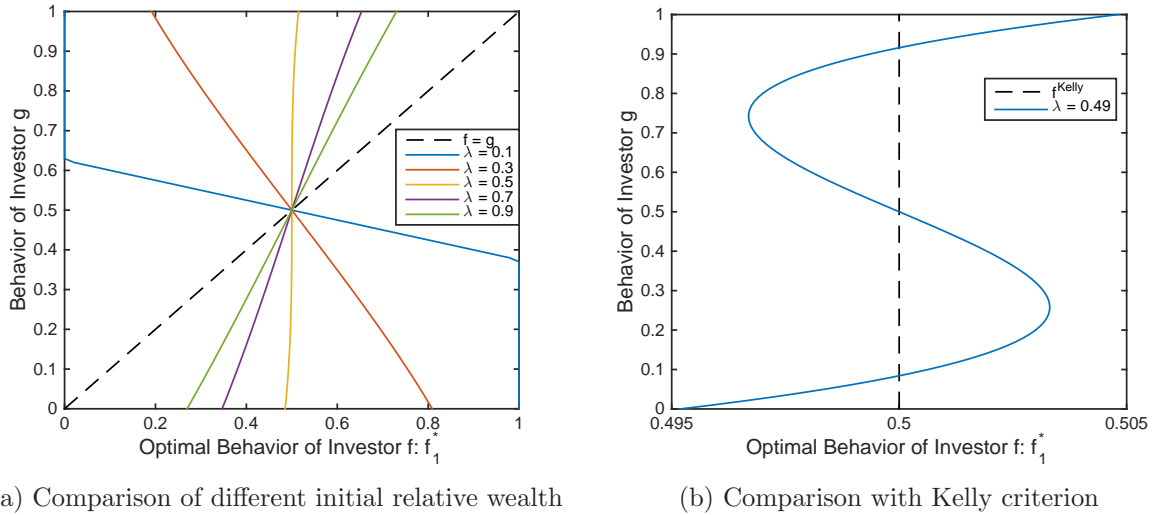 1
0.9
0.8
0.7
0.6
0.5
0.4
0.3
0.2
0.1
0
Behavior of Investor g
f = g
λ = 0.1
λ = 0.3
λ = 0.5
λ = 0.7
λ = 0.9
0 0.2 0.4 0.6 0.8 1
Optimal Behavior of Investor f: f₁*
a) Comparison of different initial relative wealth
1
0.9
0.8
0.7
0.6
0.5
0.4
0.3
0.2
0.1
0
Behavior of Investor g
f^Kelly
λ = 0.49
0.495 0.5 0.505
Optimal Behavior of Investor f: f₁*
(b) Comparison with Kelly criterion